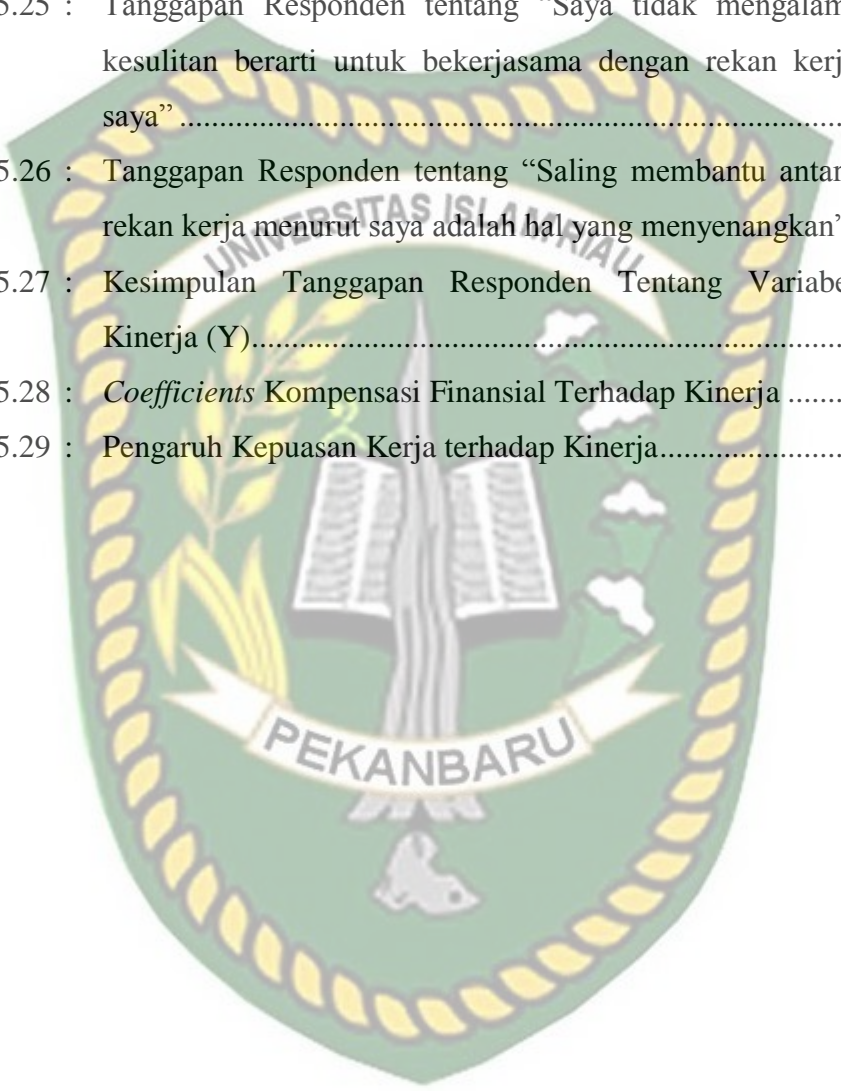 5.25 : Tanggapan Responden tentang “Saya tidak mengalam
kesulitan berarti untuk bekerjasama dengan rekan kerj
saya”..........................................................................
5.26 : Tanggapan Responden tentang “Saling membantu antar
rekan kerja menurut saya adalah hal yang menyenangkan”
5.27 : Kesimpulan Tanggapan Responden Tentang Variabe
Kinerja (Y)..................................................................
5.28 : Coefficients Kompensasi Finansial Terhadap Kinerja .......
5.29 : Pengaruh Kepuasan Kerja terhadap Kinerja......................
UNIVERSITAS ISLAM RIAU
PEKANBARU